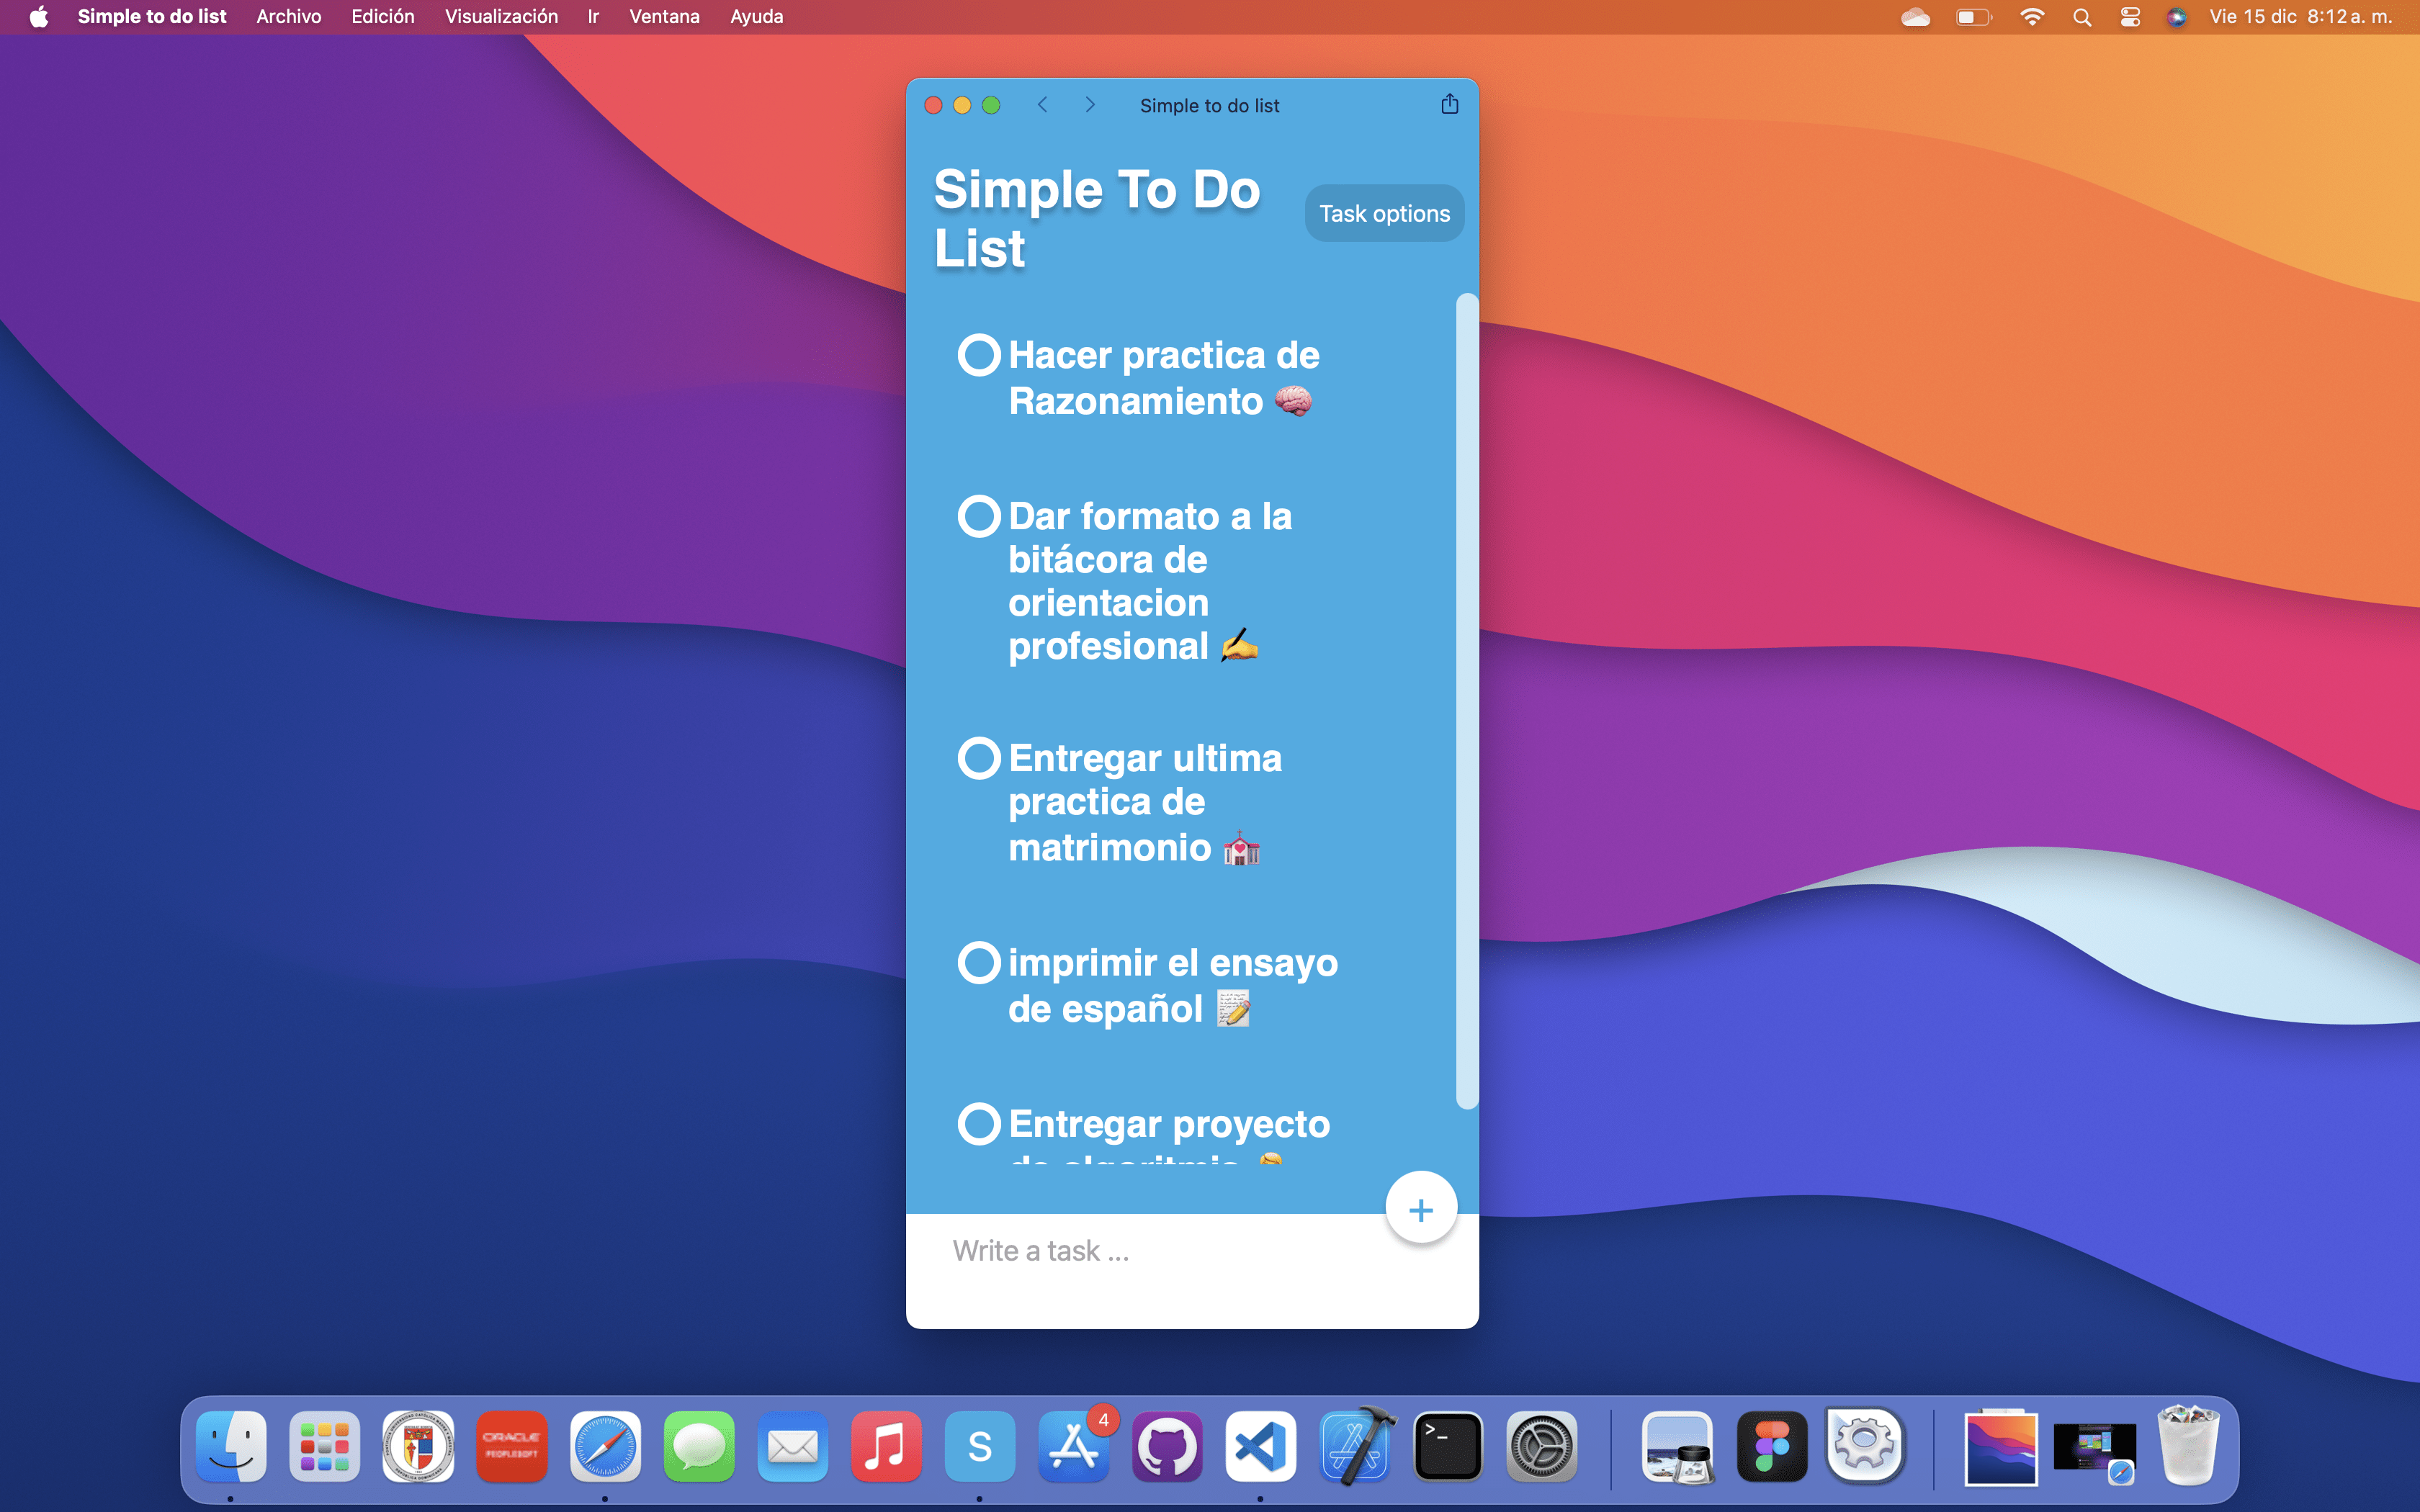 Simple to do list Archivo Edición Visualización Ir Ventana Ayuda Vie 15 dic 8:12 a. m.
Simple to do list
Simple To Do
List
Task options
Hacer practica de
Razonamiento 🧠
Dar formato a la
bitácora de
orientacion
profesional ✍️
Entregar ultima
practica de
matrimonio 💒
imprimir el ensayo
de español 📝
Entregar proyecto
+
Write a task ...
ORACLE
PEOPLESOFT
S
4
>_